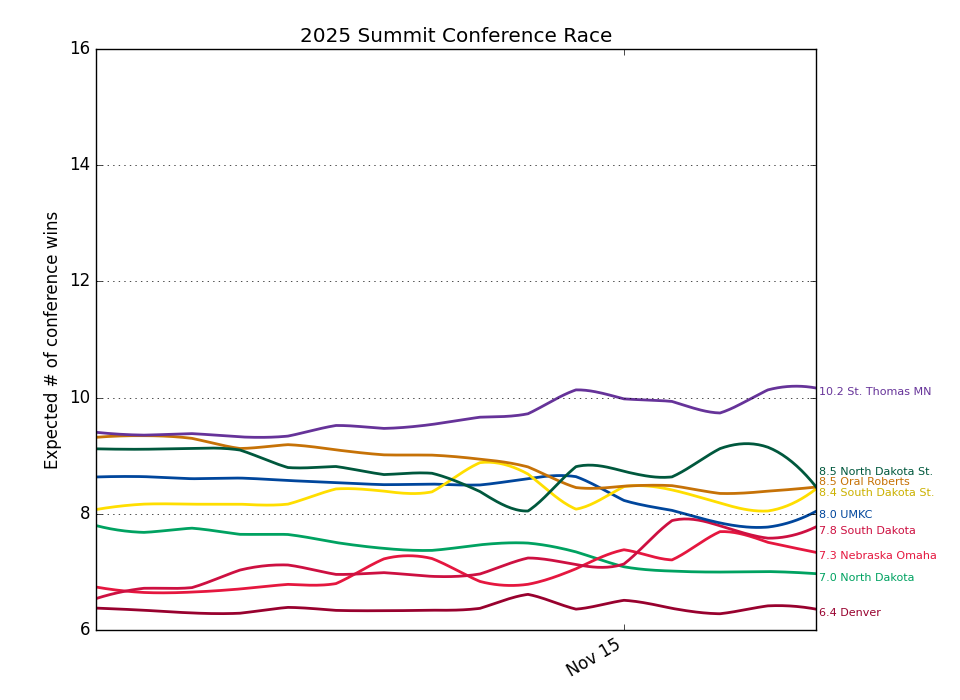 2025 Summit Conference Race
Expected # of conference wins
16
14
12
10
8
6
Nov 15
10.2 St. Thomas MN
8.5 North Dakota St.
8.5 Oral Roberts
8.4 South Dakota St.
8.0 UMKC
7.8 South Dakota
7.3 Nebraska Omaha
7.0 North Dakota
6.4 Denver